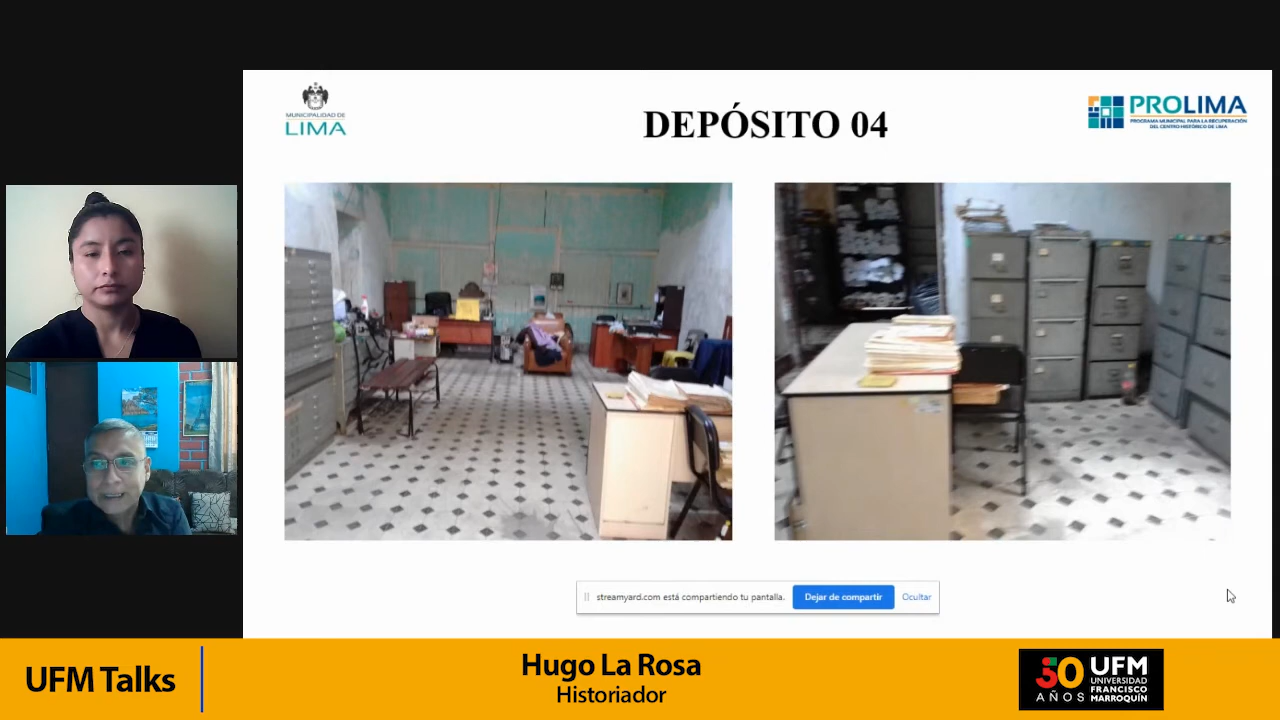 MUNICIPALIDAD DE
LIMA
DEPÓSITO 04
PROLIMA
PROGRAMA MUNICIPAL PARA LA RECUPERACIÓN
DEL CENTRO HISTÓRICO DE LIMA
streamyard.com está compartiendo tu pantalla.
Dejar de compartir
Ocultar
UFM Talks
Hugo La Rosa
Historiador
50
AÑOS
UFM
UNIVERSIDAD
FRANCISCO
MARROQUÍN